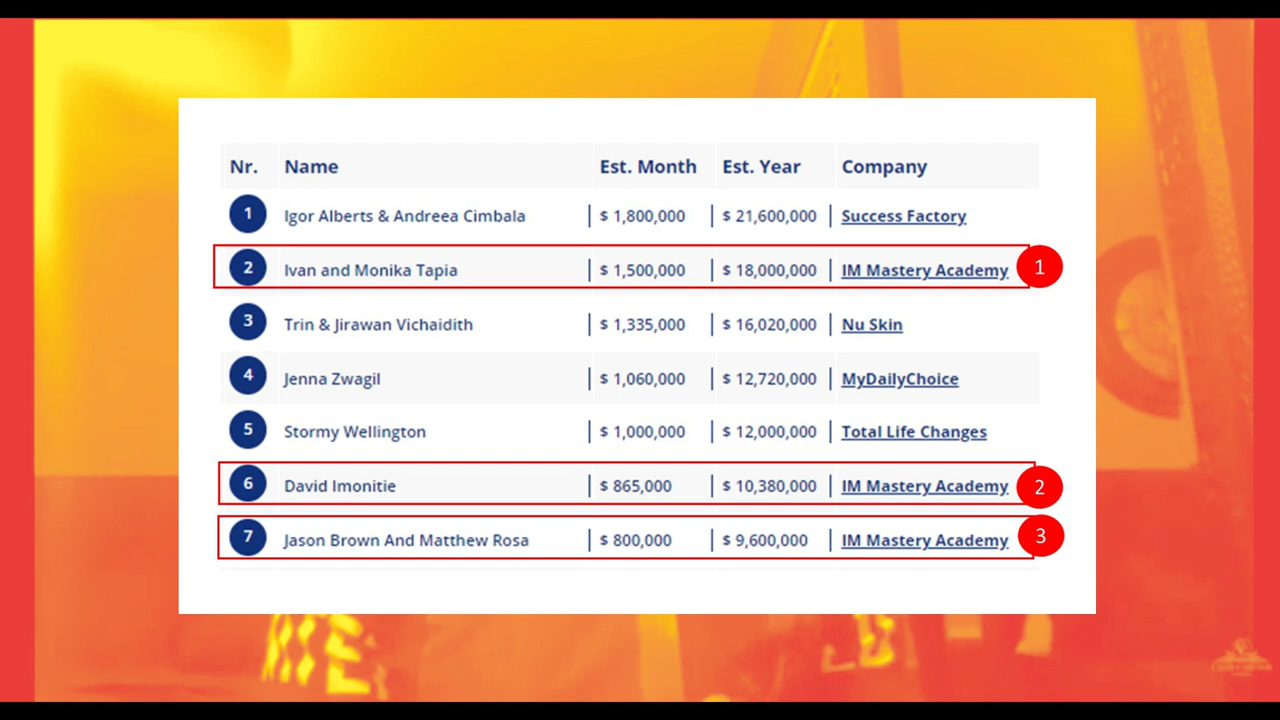 Nr. Name Est. Month Est. Year Company
1 Igor Alberts & Andreea Cimbala | $ 1,800,000 | $ 21,600,000 | Success Factory
2 Ivan and Monika Tapia | $ 1,500,000 | $ 18,000,000 | IM Mastery Academy 1
3 Trin & Jirawan Vichaidith | $ 1,335,000 | $ 16,020,000 | Nu Skin
4 Jenna Zwagil | $ 1,060,000 | $ 12,720,000 | MyDailyChoice
5 Stormy Wellington | $ 1,000,000 | $ 12,000,000 | Total Life Changes
6 David Imonitie | $ 865,000 | $ 10,380,000 | IM Mastery Academy 2
7 Jason Brown And Matthew Rosa | $ 800,000 | $ 9,600,000 | IM Mastery Academy 3